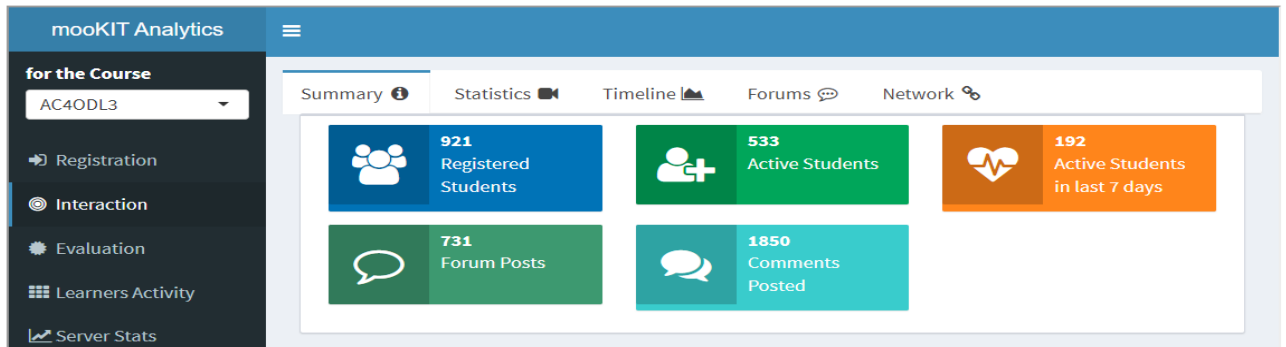 mooKIT Analytics
for the Course
AC4ODL3
Registration
Interaction
Evaluation
Learners Activity
Server Stats
Summary
Statistics
Timeline
Forums
Network
921
Registered
Students
533
Active Students
192
Active Students
in last 7 days
731
Forum Posts
1850
Comments
Posted